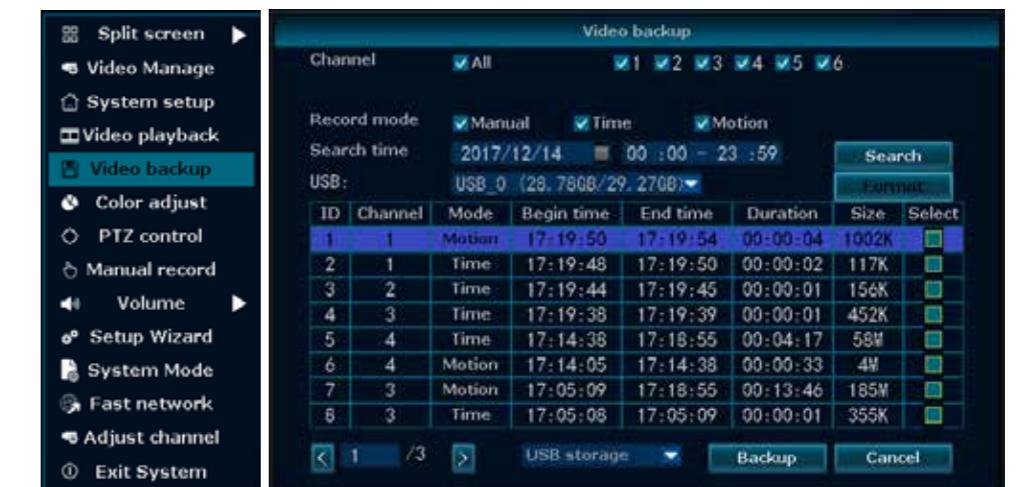 Split screen
Video Manage
System setup
Video playback
Video backup
Color adjust
PTZ control
Manual record
Volume
Setup Wizard
System Mode
Fast network
Adjust channel
Exit System
Video backup
Channel All 1 2 3 4 5 6
Record mode Manual Time Motion
Search time 2017/12/14 00 :00 - 23 :59 Search
USB: USB_0 (28.78GB/29.27GB) Format
ID Channel Mode Begin time End time Duration Size Select
1 1 Motion 17:19:50 17:19:54 00:00:04 1002K
2 1 Time 17:19:48 17:19:50 00:00:02 117K
3 2 Time 17:19:44 17:19:45 00:00:01 156K
4 3 Time 17:19:38 17:19:39 00:00:01 452K
5 4 Time 17:14:38 17:18:55 00:04:17 58M
6 4 Motion 17:14:05 17:14:38 00:00:33 4M
7 3 Motion 17:05:09 17:18:55 00:13:46 185M
8 3 Time 17:05:08 17:05:09 00:00:01 355K
< 1 /3 > USB storage Backup Cancel